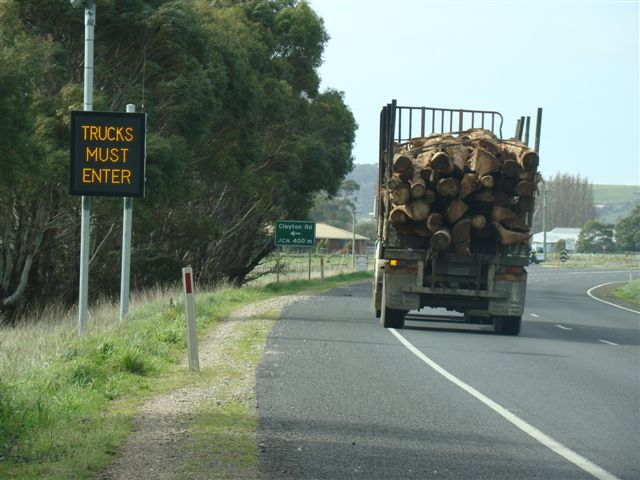 TRUCKS
MUST
ENTER
Clayton Rd
JCN 400 m